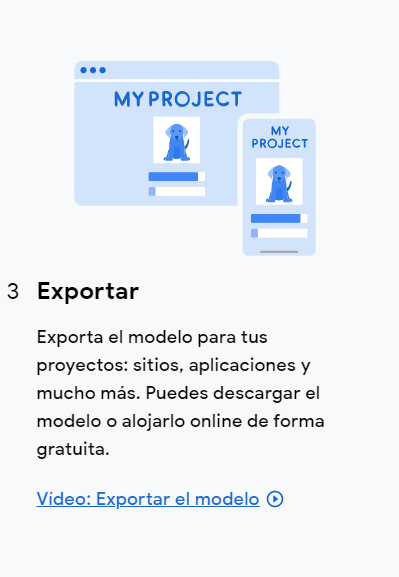 MY PROJECT
MY
PROJECT
3 Exportar
Exporta el modelo para tus
proyectos: sitios, aplicaciones y
mucho más. Puedes descargar el
modelo o alojarlo online de forma
gratuita.
Vídeo: Exportar el modelo